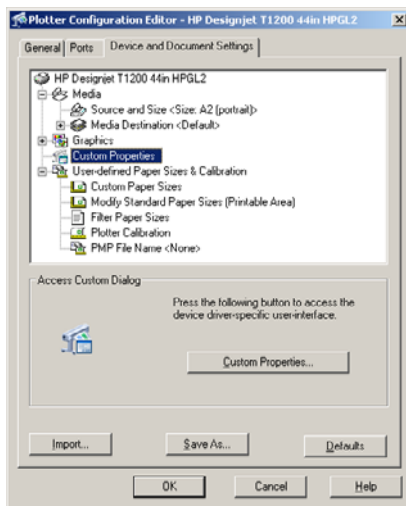 Plotter Configuration Editor - HP Designjet T1200 44in HPGL2
General Ports Device and Document Settings
HP Designjet T1200 44in HPGL2
Media
Source and Size <Size: A2 (portrait)>
Media Destination <Default>
Graphics
Custom Properties
User-defined Paper Sizes & Calibration
Custom Paper Sizes
Modify Standard Paper Sizes (Printable Area)
Filter Paper Sizes
Plotter Calibration
PMP File Name <None>
Access Custom Dialog
Press the following button to access the
device driver-specific user-interface.
Custom Properties...
Import... Save As... Defaults
OK Cancel Help